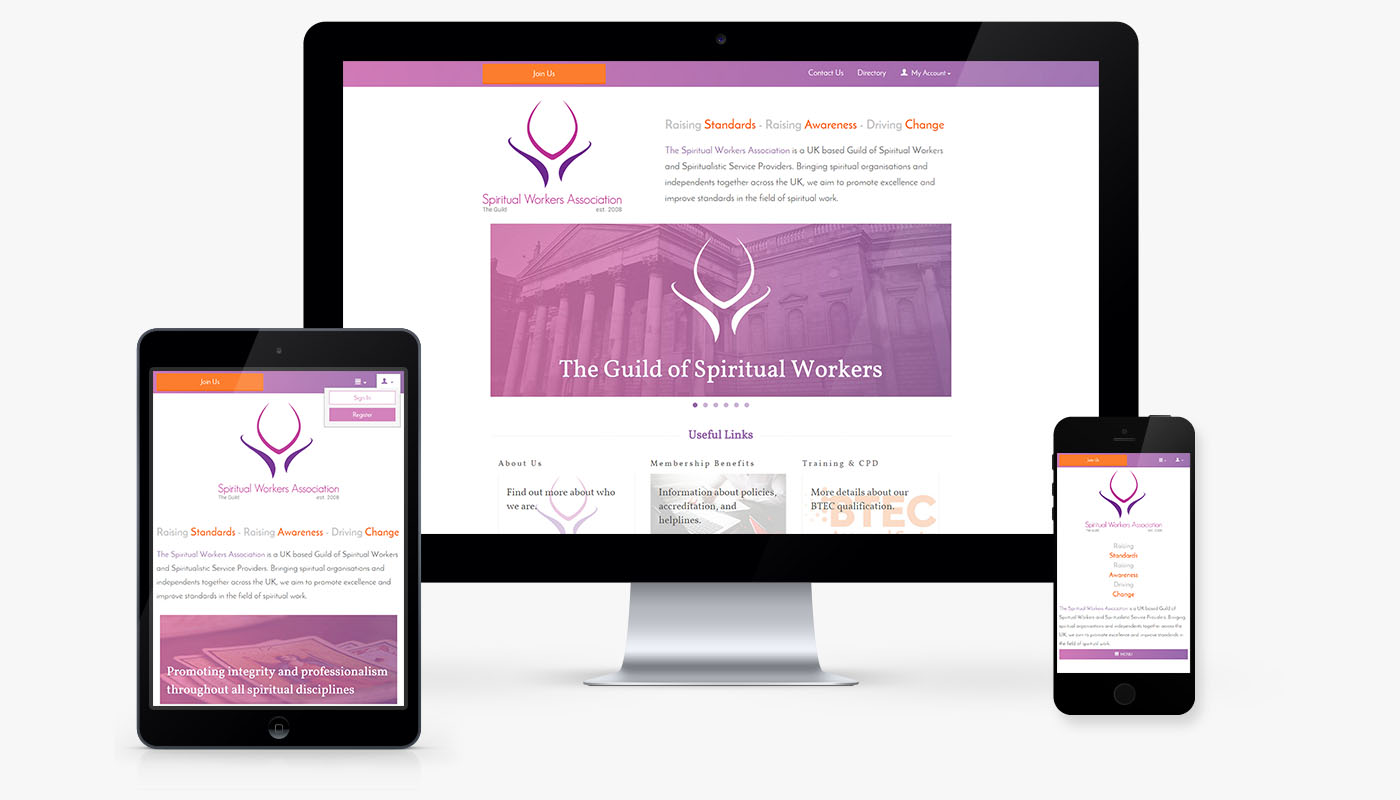 Join Us
Contact Us
Directory
My Account
Spiritual Workers Association
The Guild
est. 2008
Raising Standards - Raising Awareness - Driving Change
The Spiritual Workers Association is a UK based Guild of Spiritual Workers
and Spiritualistic Service Providers. Bringing spiritual organisations and
independents together across the UK, we aim to promote excellence and
improve standards in the field of spiritual work.
The Guild of Spiritual Workers
Useful Links
About Us
Find out more about who
we are.
Membership Benefits
Information about policies,
accreditation, and
helplines.
Training & CPD
More details about our
BTEC qualification.
BTEC
Join Us
Sign In
Register
Spiritual Workers Association
The Guild
est. 2008
Raising Standards - Raising Awareness - Driving Change
The Spiritual Workers Association is a UK based Guild of Spiritual Workers
and Spiritualistic Service Providers. Bringing spiritual organisations and
independents together across the UK, we aim to promote excellence and
improve standards in the field of spiritual work.
Promoting integrity and professionalism
throughout all spiritual disciplines
Join Us
Spiritual Workers Association
The Guild
est. 2008
Raising
Standards
Raising
Awareness
Driving
Change
The Spiritual Workers Association is a UK based Guild of
Spiritual Workers and Spiritualistic Service Providers. Bringing
spiritual organisations and independents together across the
UK, we aim to promote excellence and improve standards in
the field of spiritual work.
MENU